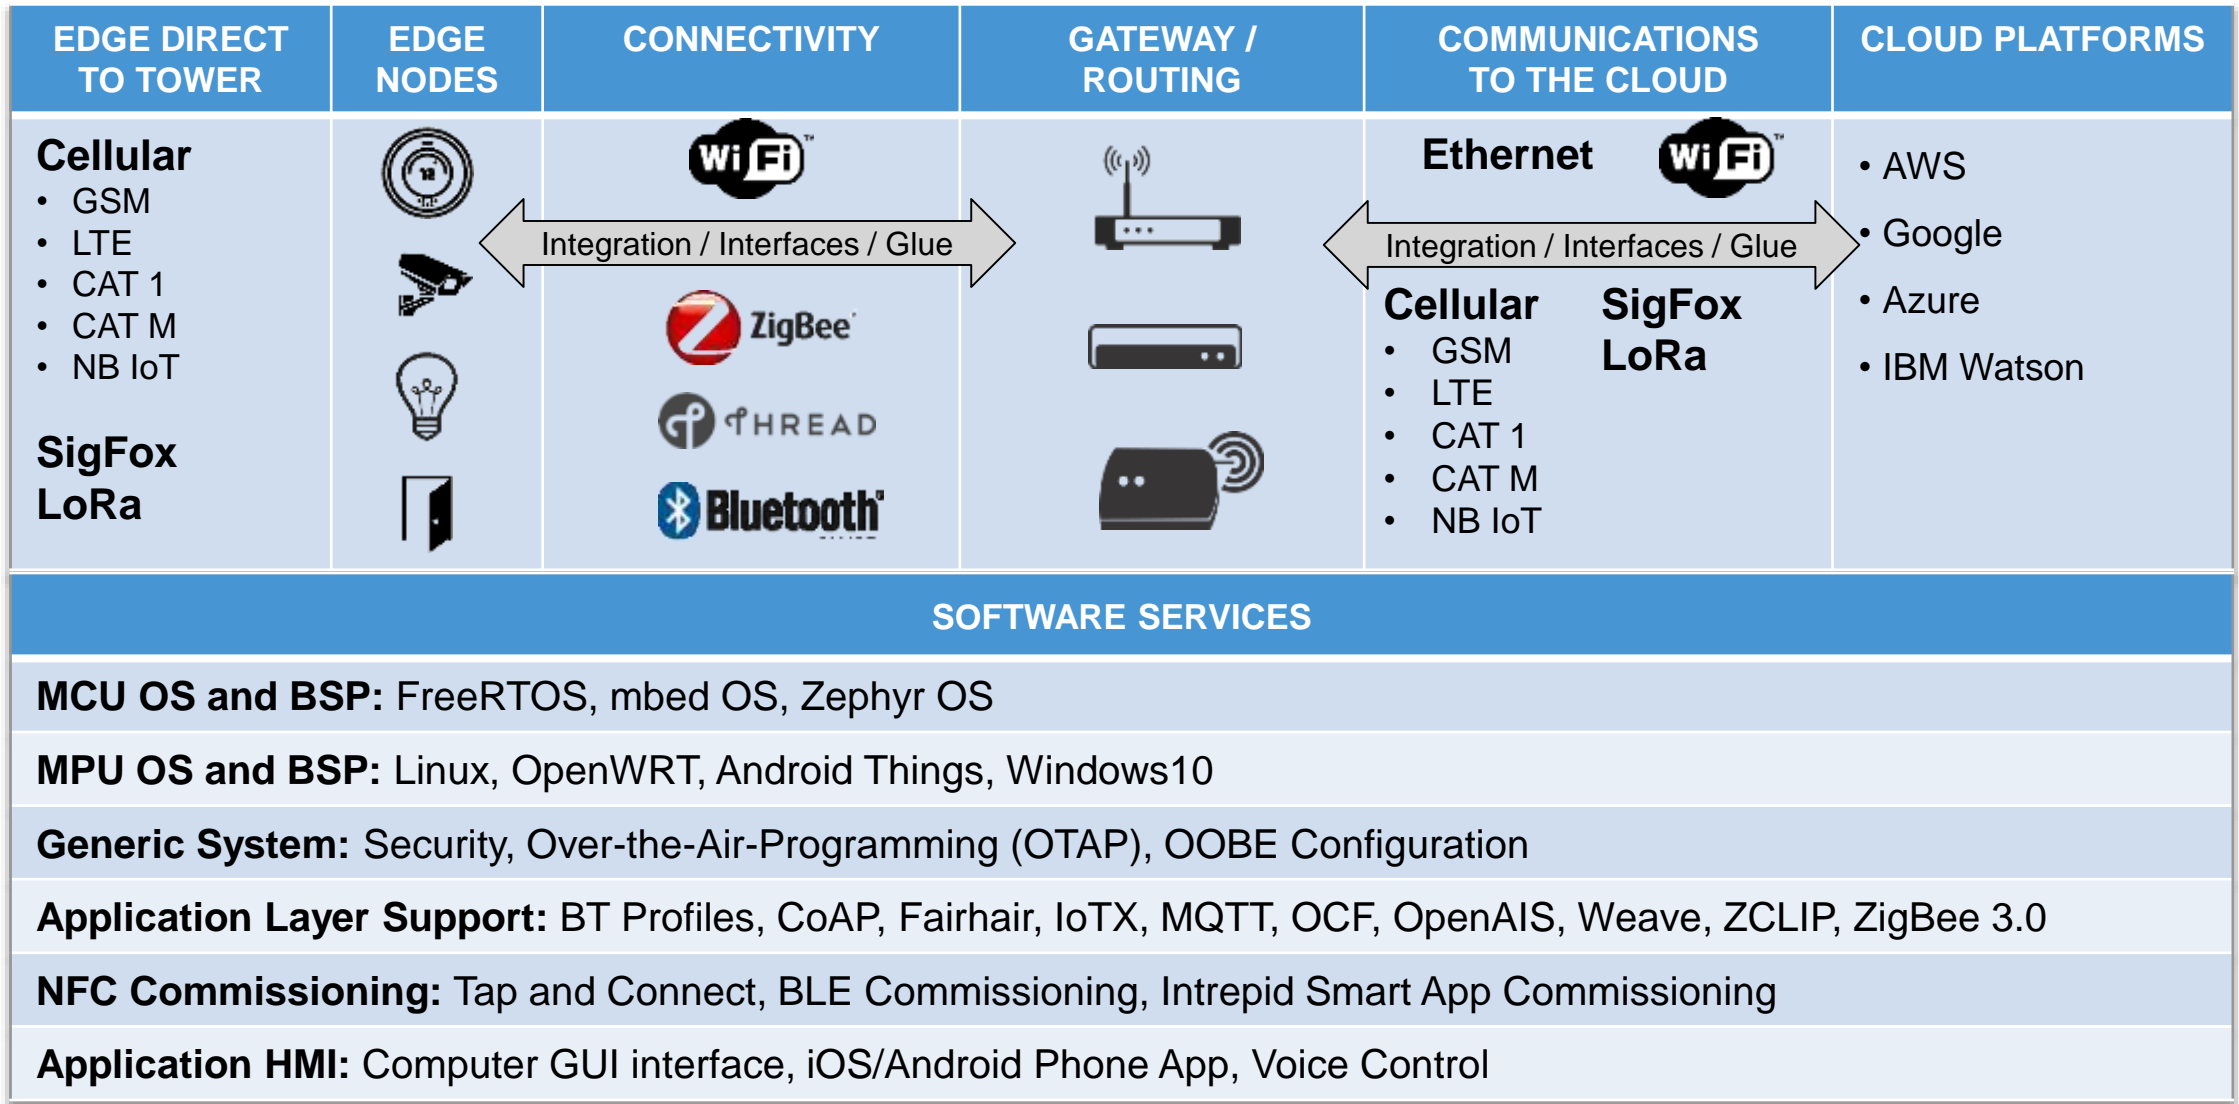 EDGE DIRECT
TO TOWER
EDGE
NODES
CONNECTIVITY
GATEWAY /
ROUTING
COMMUNICATIONS
TO THE CLOUD
CLOUD PLATFORMS
Cellular
• GSM
• LTE
• CAT 1
• CAT M
• NB IoT
SigFox
LoRa
WiFi™
Integration / Interfaces / Glue
ZigBee
THREAD
Bluetooth
Ethernet
WiFi™
Integration / Interfaces / Glue
Cellular
• GSM
• LTE
• CAT 1
• CAT M
• NB IoT
SigFox
LoRa
• AWS
• Google
• Azure
• IBM Watson
SOFTWARE SERVICES
MCU OS and BSP: FreeRTOS, mbed OS, Zephyr OS
MPU OS and BSP: Linux, OpenWRT, Android Things, Windows10
Generic System: Security, Over-the-Air-Programming (OTAP), OOBE Configuration
Application Layer Support: BT Profiles, CoAP, Fairhair, IoTX, MQTT, OCF, OpenAIS, Weave, ZCLIP, ZigBee 3.0
NFC Commissioning: Tap and Connect, BLE Commissioning, Intrepid Smart App Commissioning
Application HMI: Computer GUI interface, iOS/Android Phone App, Voice Control